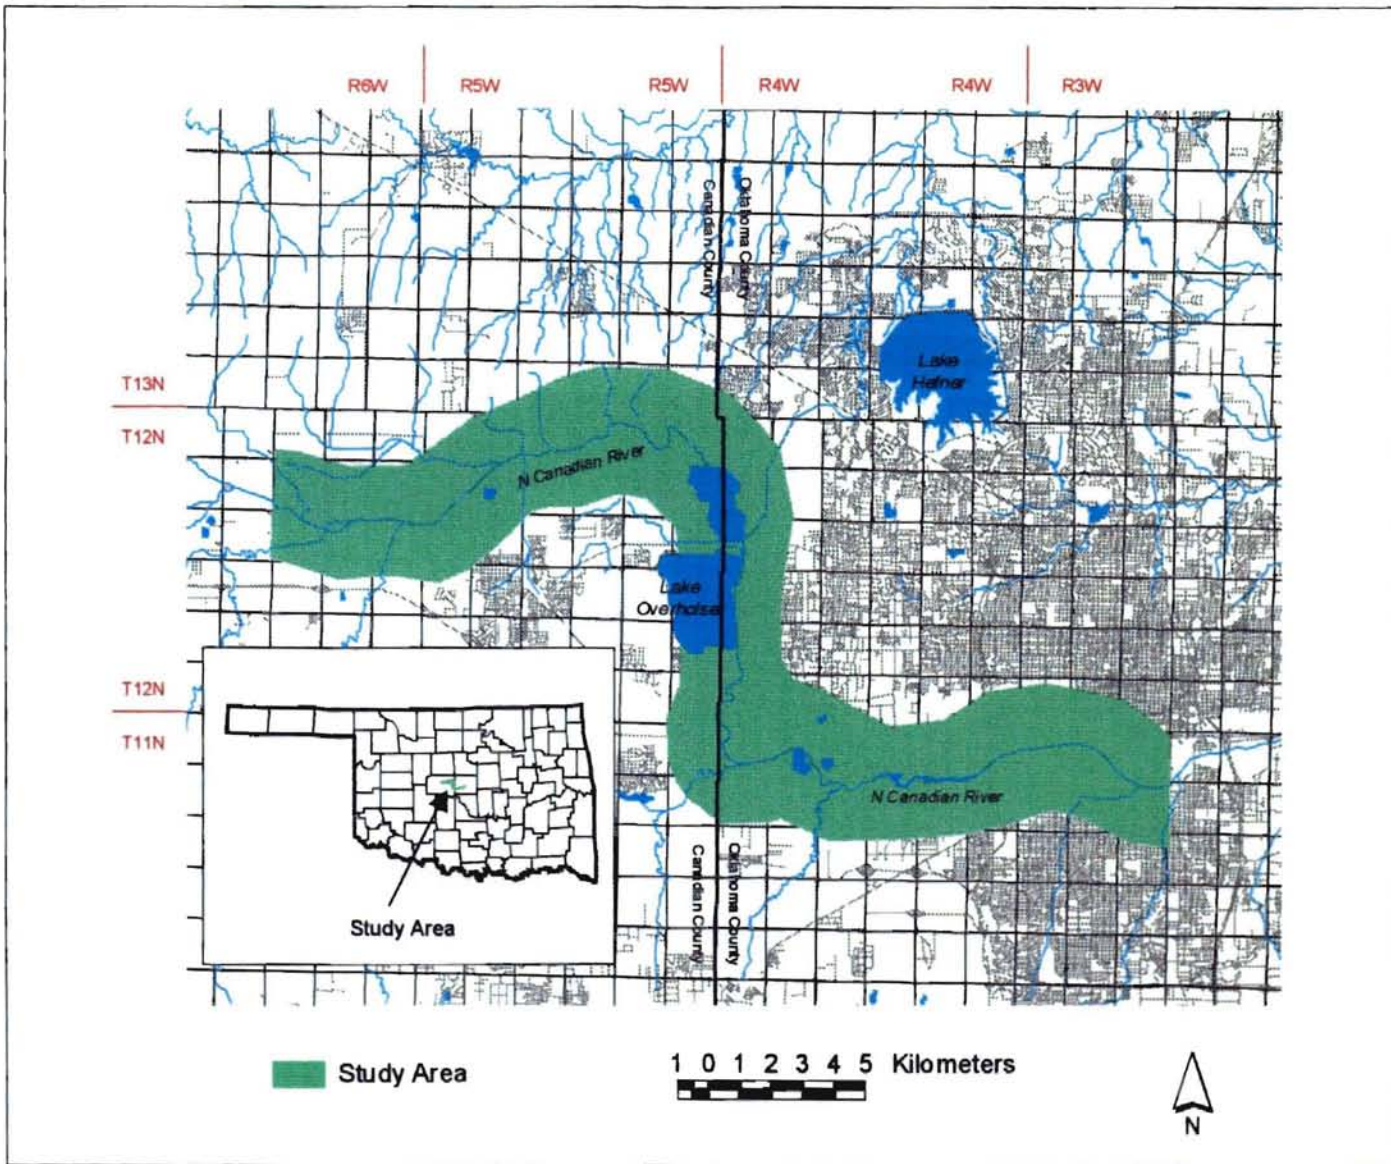 R6W R5W R5W R4W R4W R3W
Canadian County
Oklahoma County
Lake
Hefner
T13N
T12N
N Canadian River
Lake
Overholse
T12N
T11N
N Canadian River
Canadian County
Oklahoma County
Study Area
Study Area
1 0 1 2 3 4 5 Kilometers
N